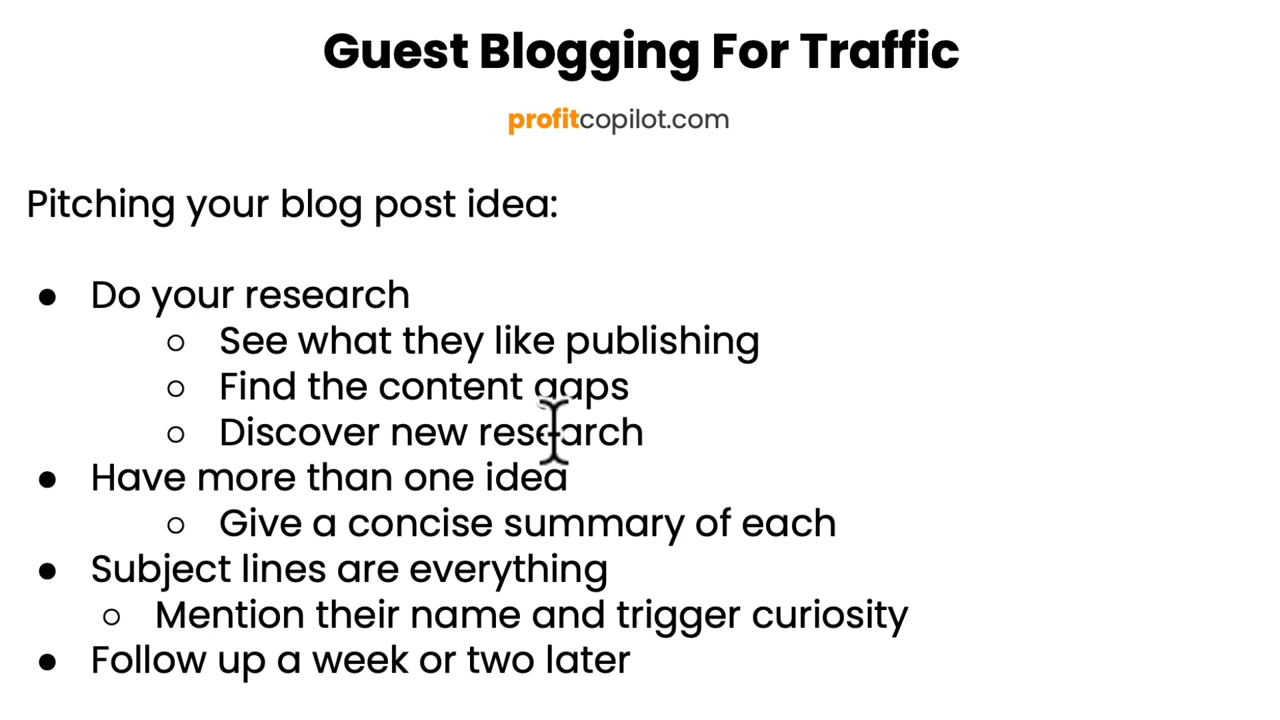 Guest Blogging For Traffic
profitcopilot.com
Pitching your blog post idea:
● Do your research
○ See what they like publishing
○ Find the content gaps
○ Discover new research
● Have more than one idea
○ Give a concise summary of each
● Subject lines are everything
○ Mention their name and trigger curiosity
● Follow up a week or two later